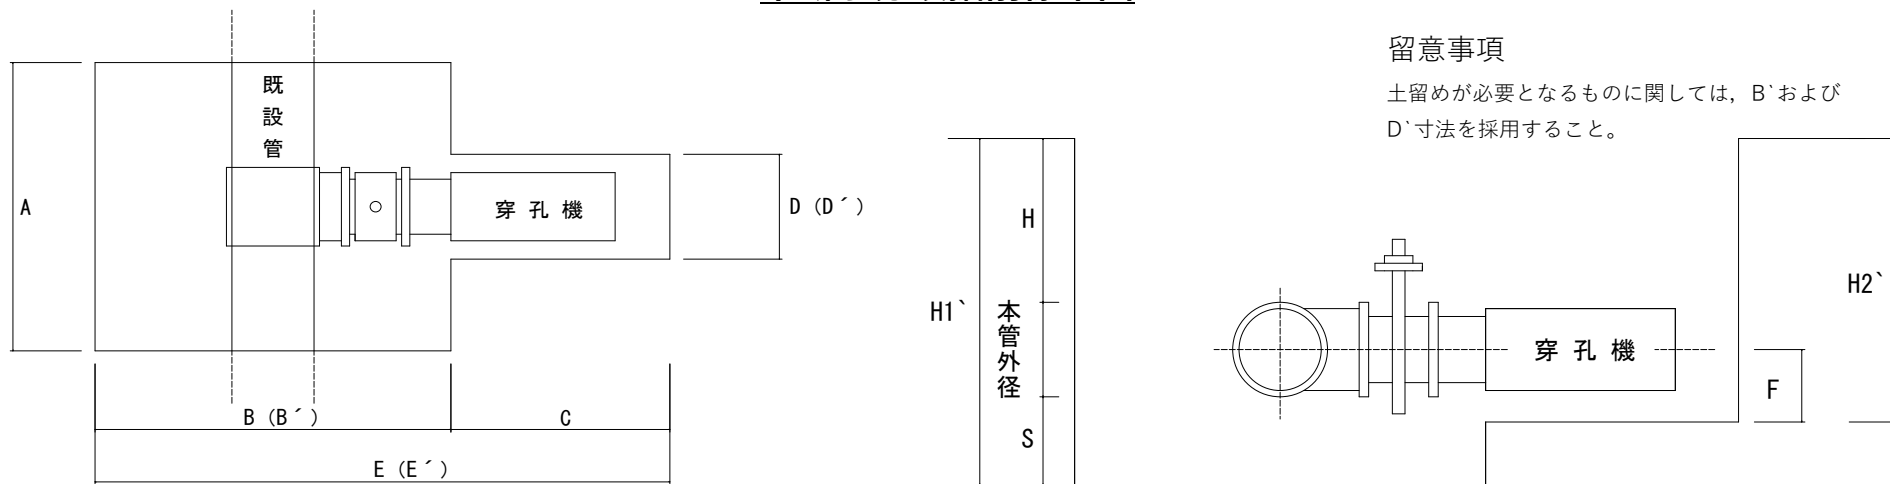 留意事項
土留めが必要となるものに関しては，B`および
D`寸法を採用すること。
既設管
A
穿孔機
D (D´)
B (B´)
C
E (E´)
H
H1`
本管外径
S
穿孔機
H2`
F